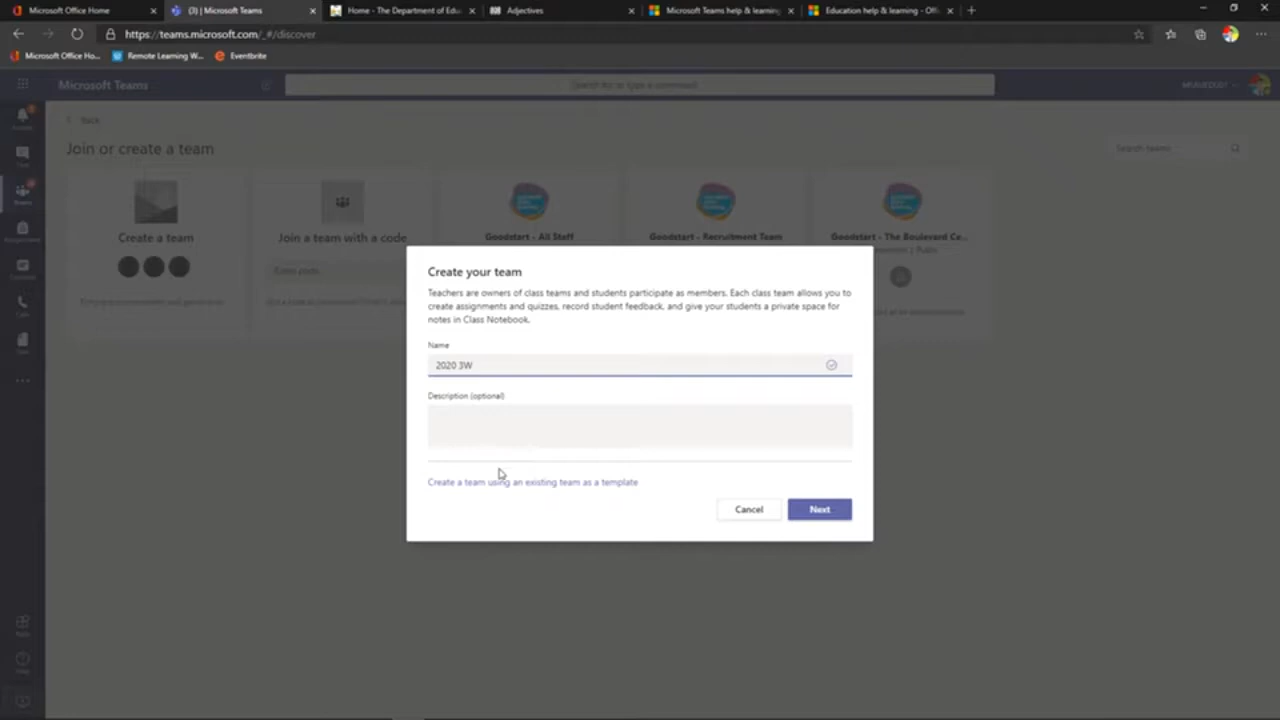 Microsoft Office Home
(3) | Microsoft Teams
Home - The Department of Edu
Adjectives
Microsoft Teams help & learning
Education help & learning - Offi
https://teams.microsoft.com/_#/discover
Microsoft Office Ho...
Remote Learning W...
Eventbrite
Microsoft Teams
Search for or type a command
Back
Join or create a team
Search teams
Create a team
Join a team with a code
Goodstart - All Staff
Goodstart - Recruitment Team
Goodstart - The Boulevard Ce...
Enter code
Create your team
Teachers are owners of class teams and students participate as members. Each class team allows you to
create assignments and quizzes, record student feedback, and give your students a private space for
notes in Class Notebook.
Name
2020 3W
Description (optional)
Create a team using an existing team as a template
Cancel
Next